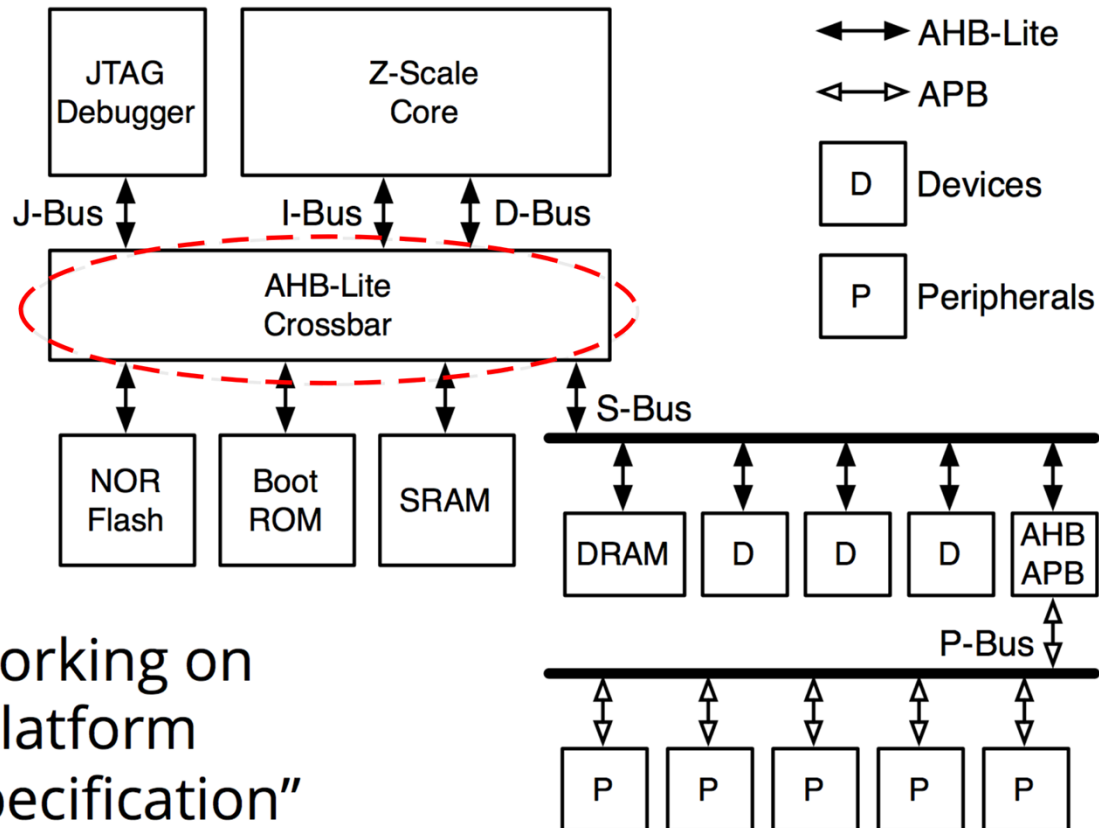 JTAG
Debugger
Z-Scale
Core
AHB-Lite
APB
D
Devices
P
Peripherals
J-Bus
I-Bus
D-Bus
AHB-Lite
Crossbar
S-Bus
NOR
Flash
Boot
ROM
SRAM
DRAM
D
D
D
AHB
APB
P-Bus
P
P
P
P
P
orking on
latform
pecification”